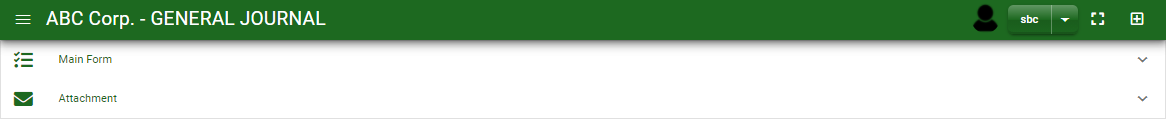 ABC Corp. - GENERAL JOURNAL
sbc
Main Form
Attachment